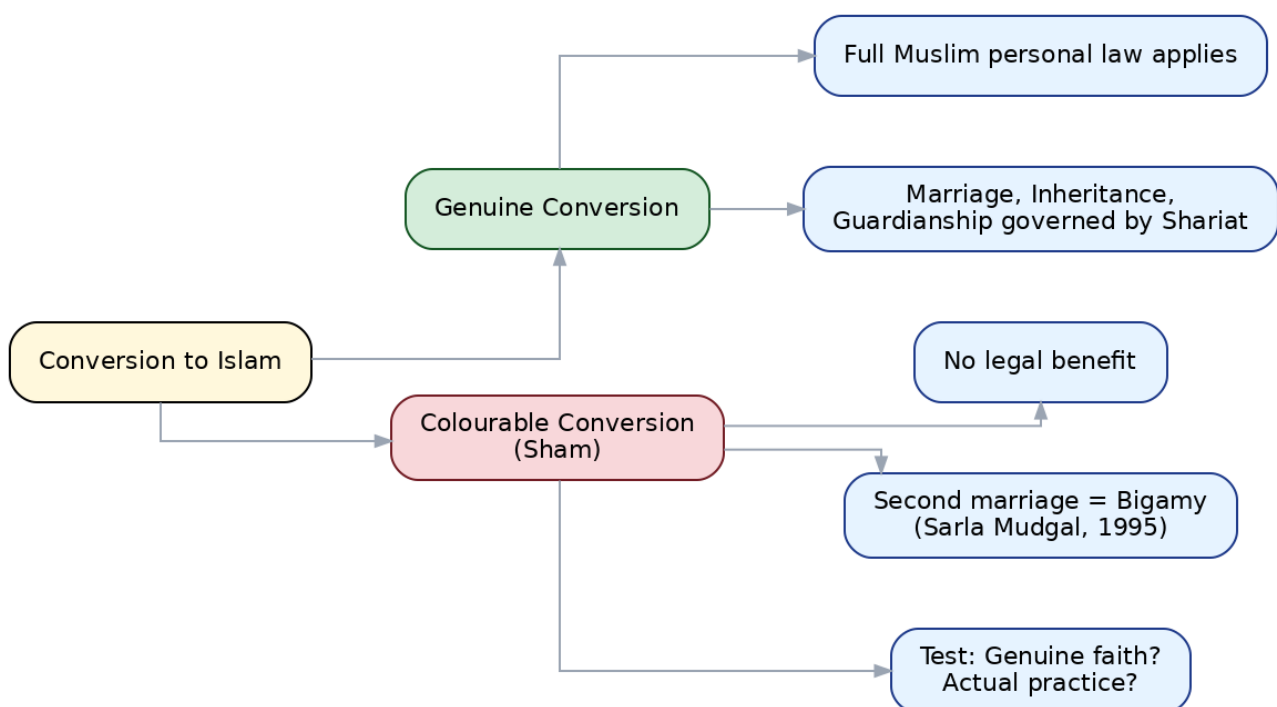 Full Muslim personal law applies
Genuine Conversion
Marriage, Inheritance,
Guardianship governed by Shariat
Conversion to Islam
No legal benefit
Colourable Conversion
(Sham)
Second marriage = Bigamy
(Sarla Mudgal, 1995)
Test: Genuine faith?
Actual practice?